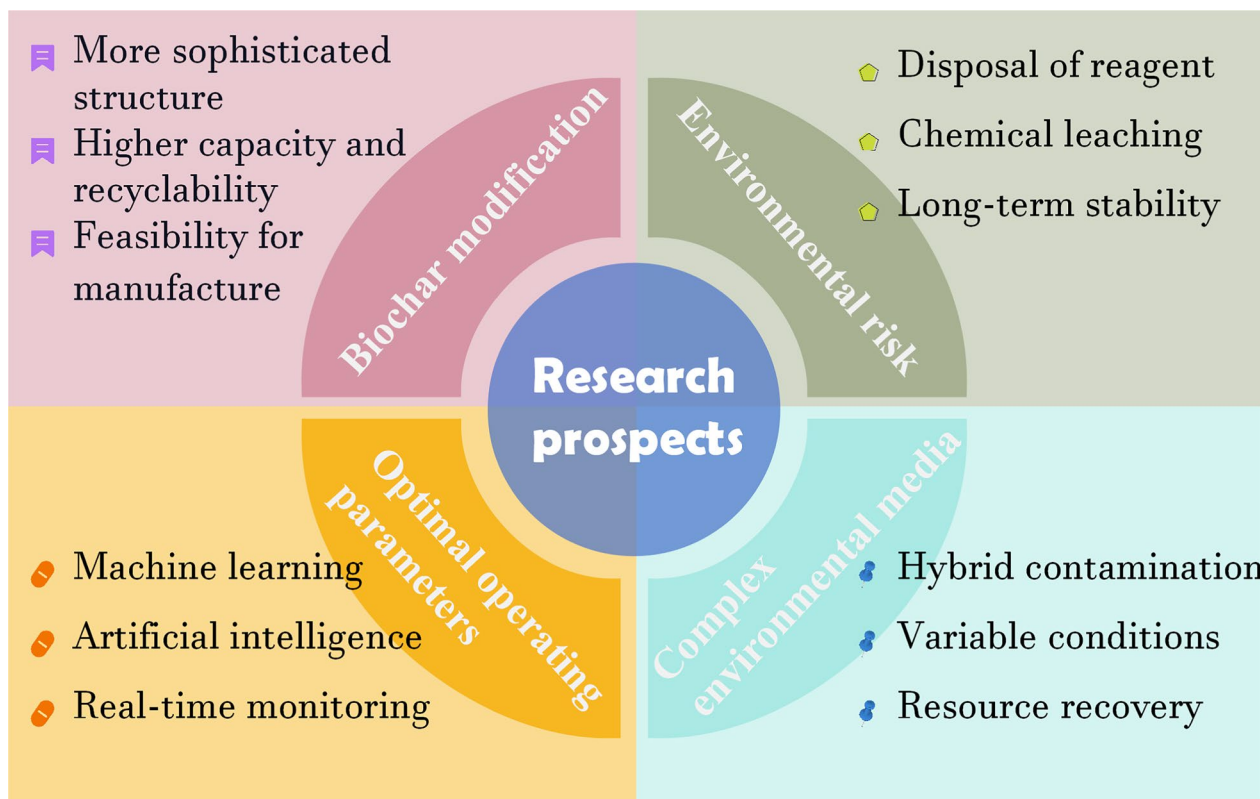 More sophisticated
structure
Higher capacity and
recyclability
Feasibility for
manufacture
Biochar modification
Environmental risk
Disposal of reagent
Chemical leaching
Long-term stability
Research
prospects
Optimal operating
parameters
Machine learning
Artificial intelligence
Real-time monitoring
Complex
environmental media
Hybrid contamination
Variable conditions
Resource recovery